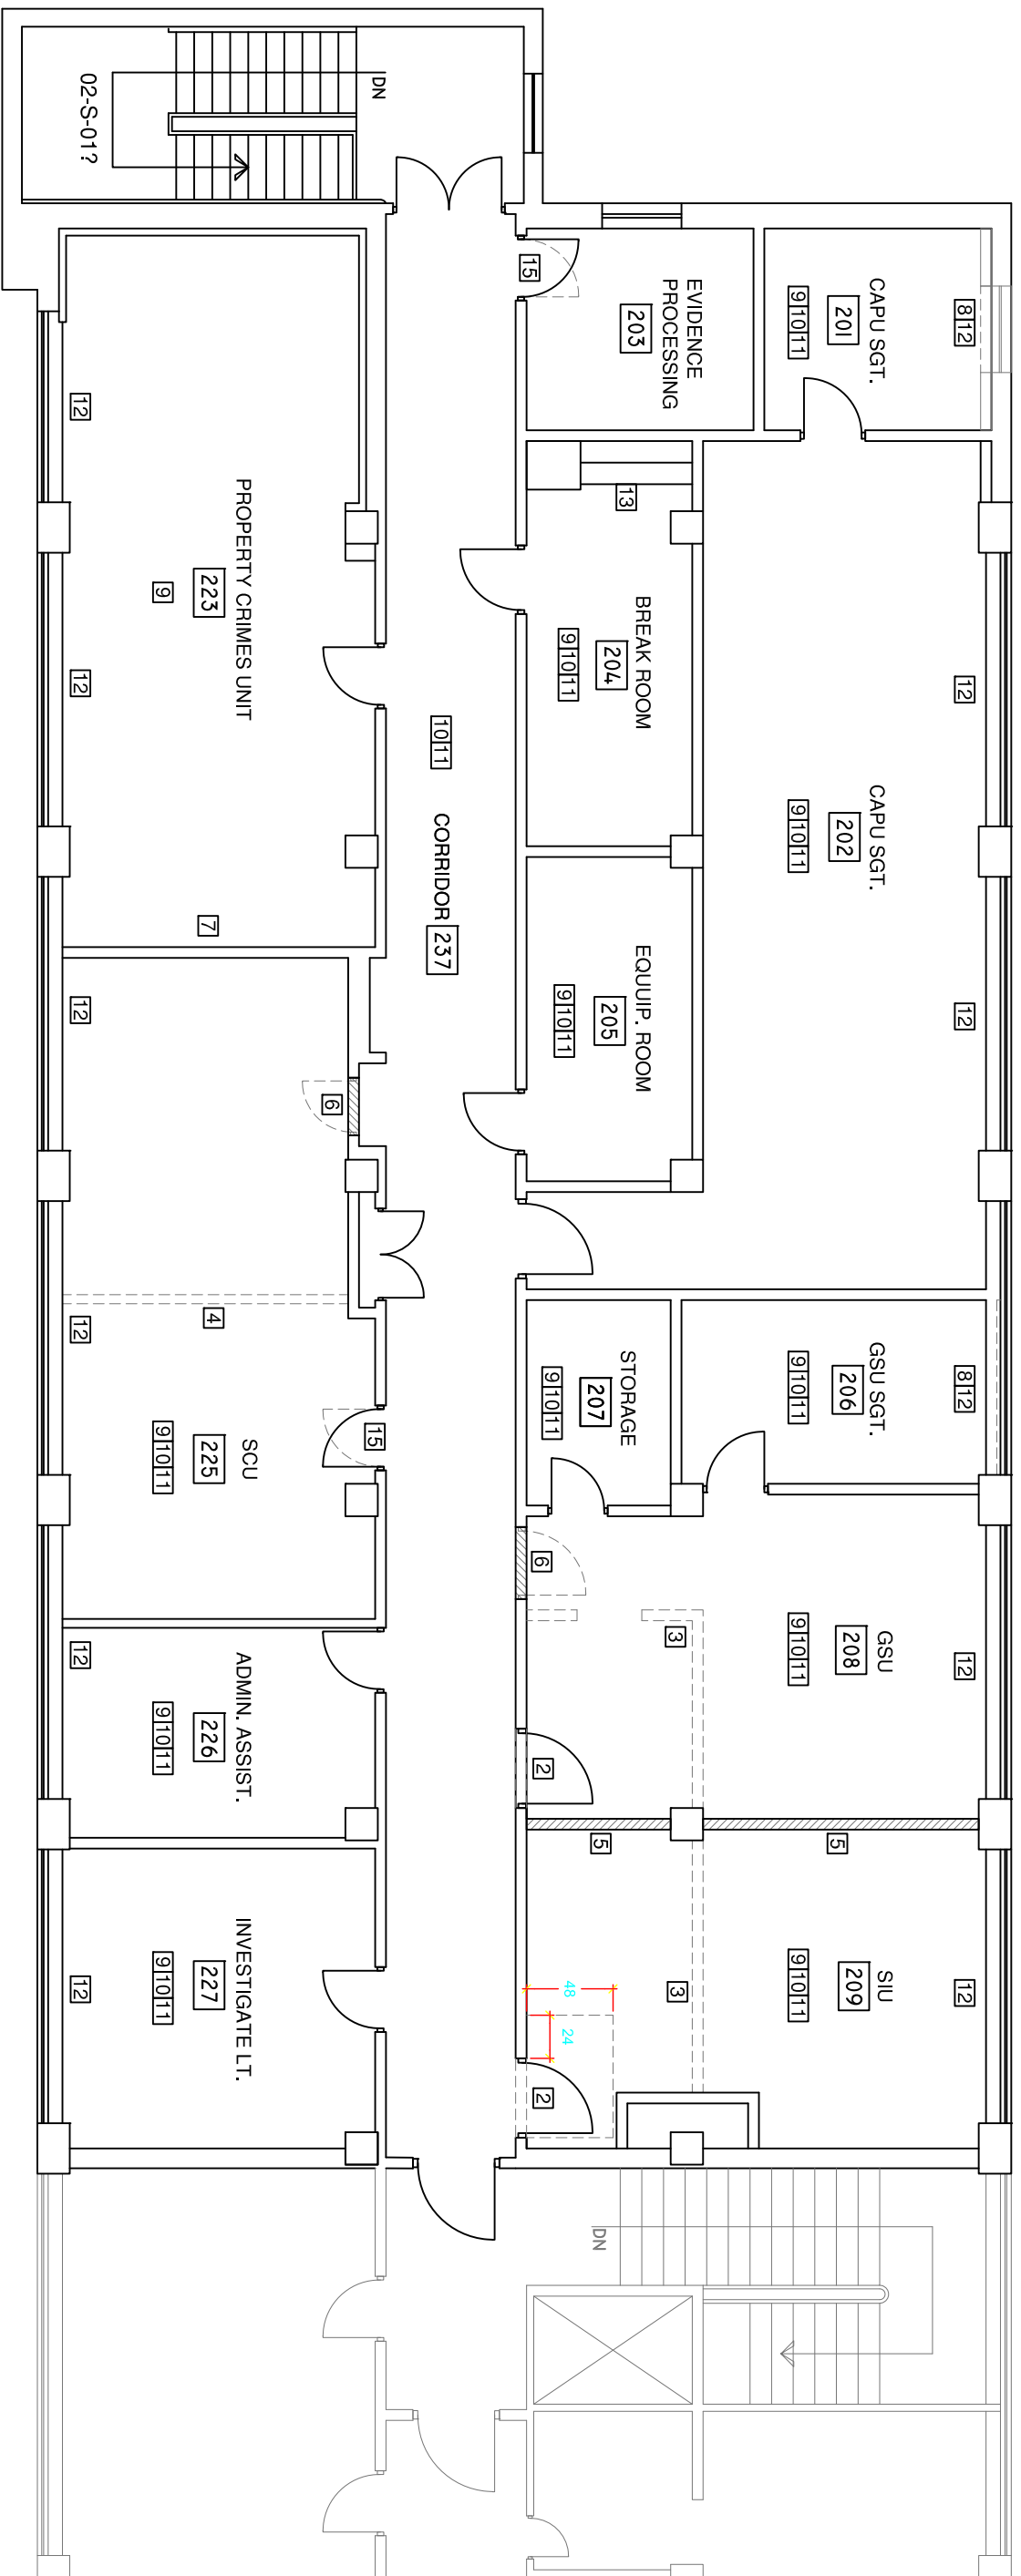 8 12
CAPU SGT.
201
9 10 11
EVIDENCE
PROCESSING
203
15
DN
02-S-01?
12
CAPU SGT.
202
9 10 11
12
13
BREAK ROOM
204
9 10 11
EQUUIP. ROOM
205
9 10 11
10 11
CORRIDOR 237
12
PROPERTY CRIMES UNIT
223
9
12
7
12
6
4
12
15
SCU
225
9 10 11
8 12
GSU SGT.
206
9 10 11
STORAGE
207
9 10 11
6
12
GSU
208
9 10 11
3
2
5
5
12
SIU
209
9 10 11
3
48
24
2
12
ADMIN. ASSIST.
226
9 10 11
INVESTIGATE LT.
227
9 10 11
12
DN